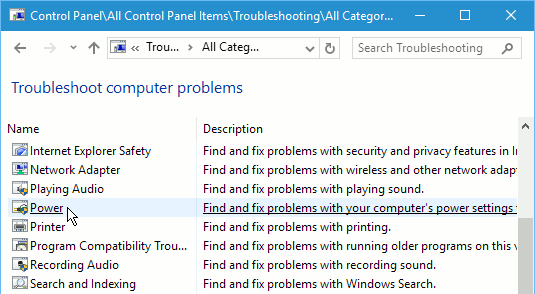 Control Panel\All Control Panel Items\Troubleshooting\All Categor...
Trou... All Categ... Search Troubleshooting
Troubleshoot computer problems
Name Description
Internet Explorer Safety Find and fix problems with security and privacy features in In
Network Adapter Find and fix problems with wireless and other network adap
Playing Audio Find and fix problems with playing sound.
Power Find and fix problems with your computer's power settings
Printer Find and fix problems with printing.
Program Compatibility Trou... Find and fix problems with running older programs on this v
Recording Audio Find and fix problems with recording sound.
Search and Indexing Find and fix problems with Windows Search.